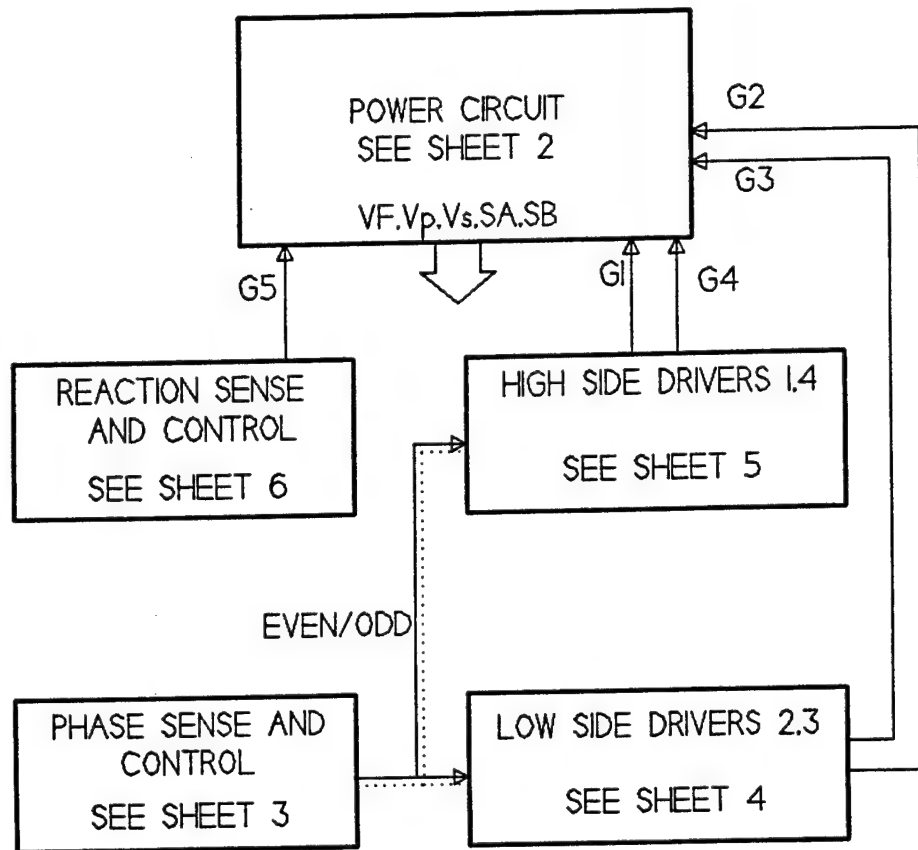 POWER CIRCUIT
SEE SHEET 2
VF.Vp.Vs.SA.SB
G2
G3
G5
G1
G4
REACTION SENSE
AND CONTROL
SEE SHEET 6
HIGH SIDE DRIVERS 1.4
SEE SHEET 5
EVEN/ODD
PHASE SENSE AND
CONTROL
SEE SHEET 3
LOW SIDE DRIVERS 2.3
SEE SHEET 4